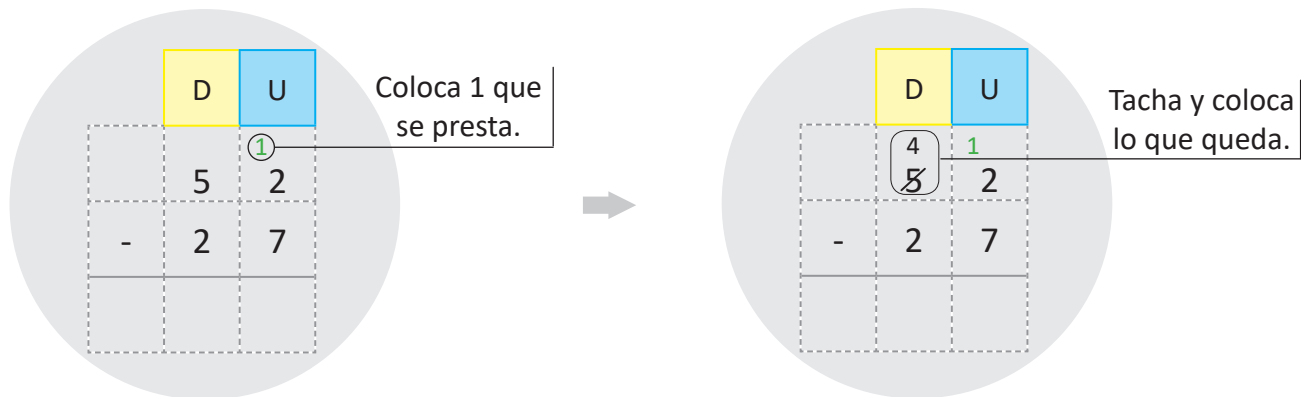 D U
Coloca 1 que
se presta.
1
5 2
- 2 7
D U
Tacha y coloca
lo que queda.
4 1
5 2
- 2 7